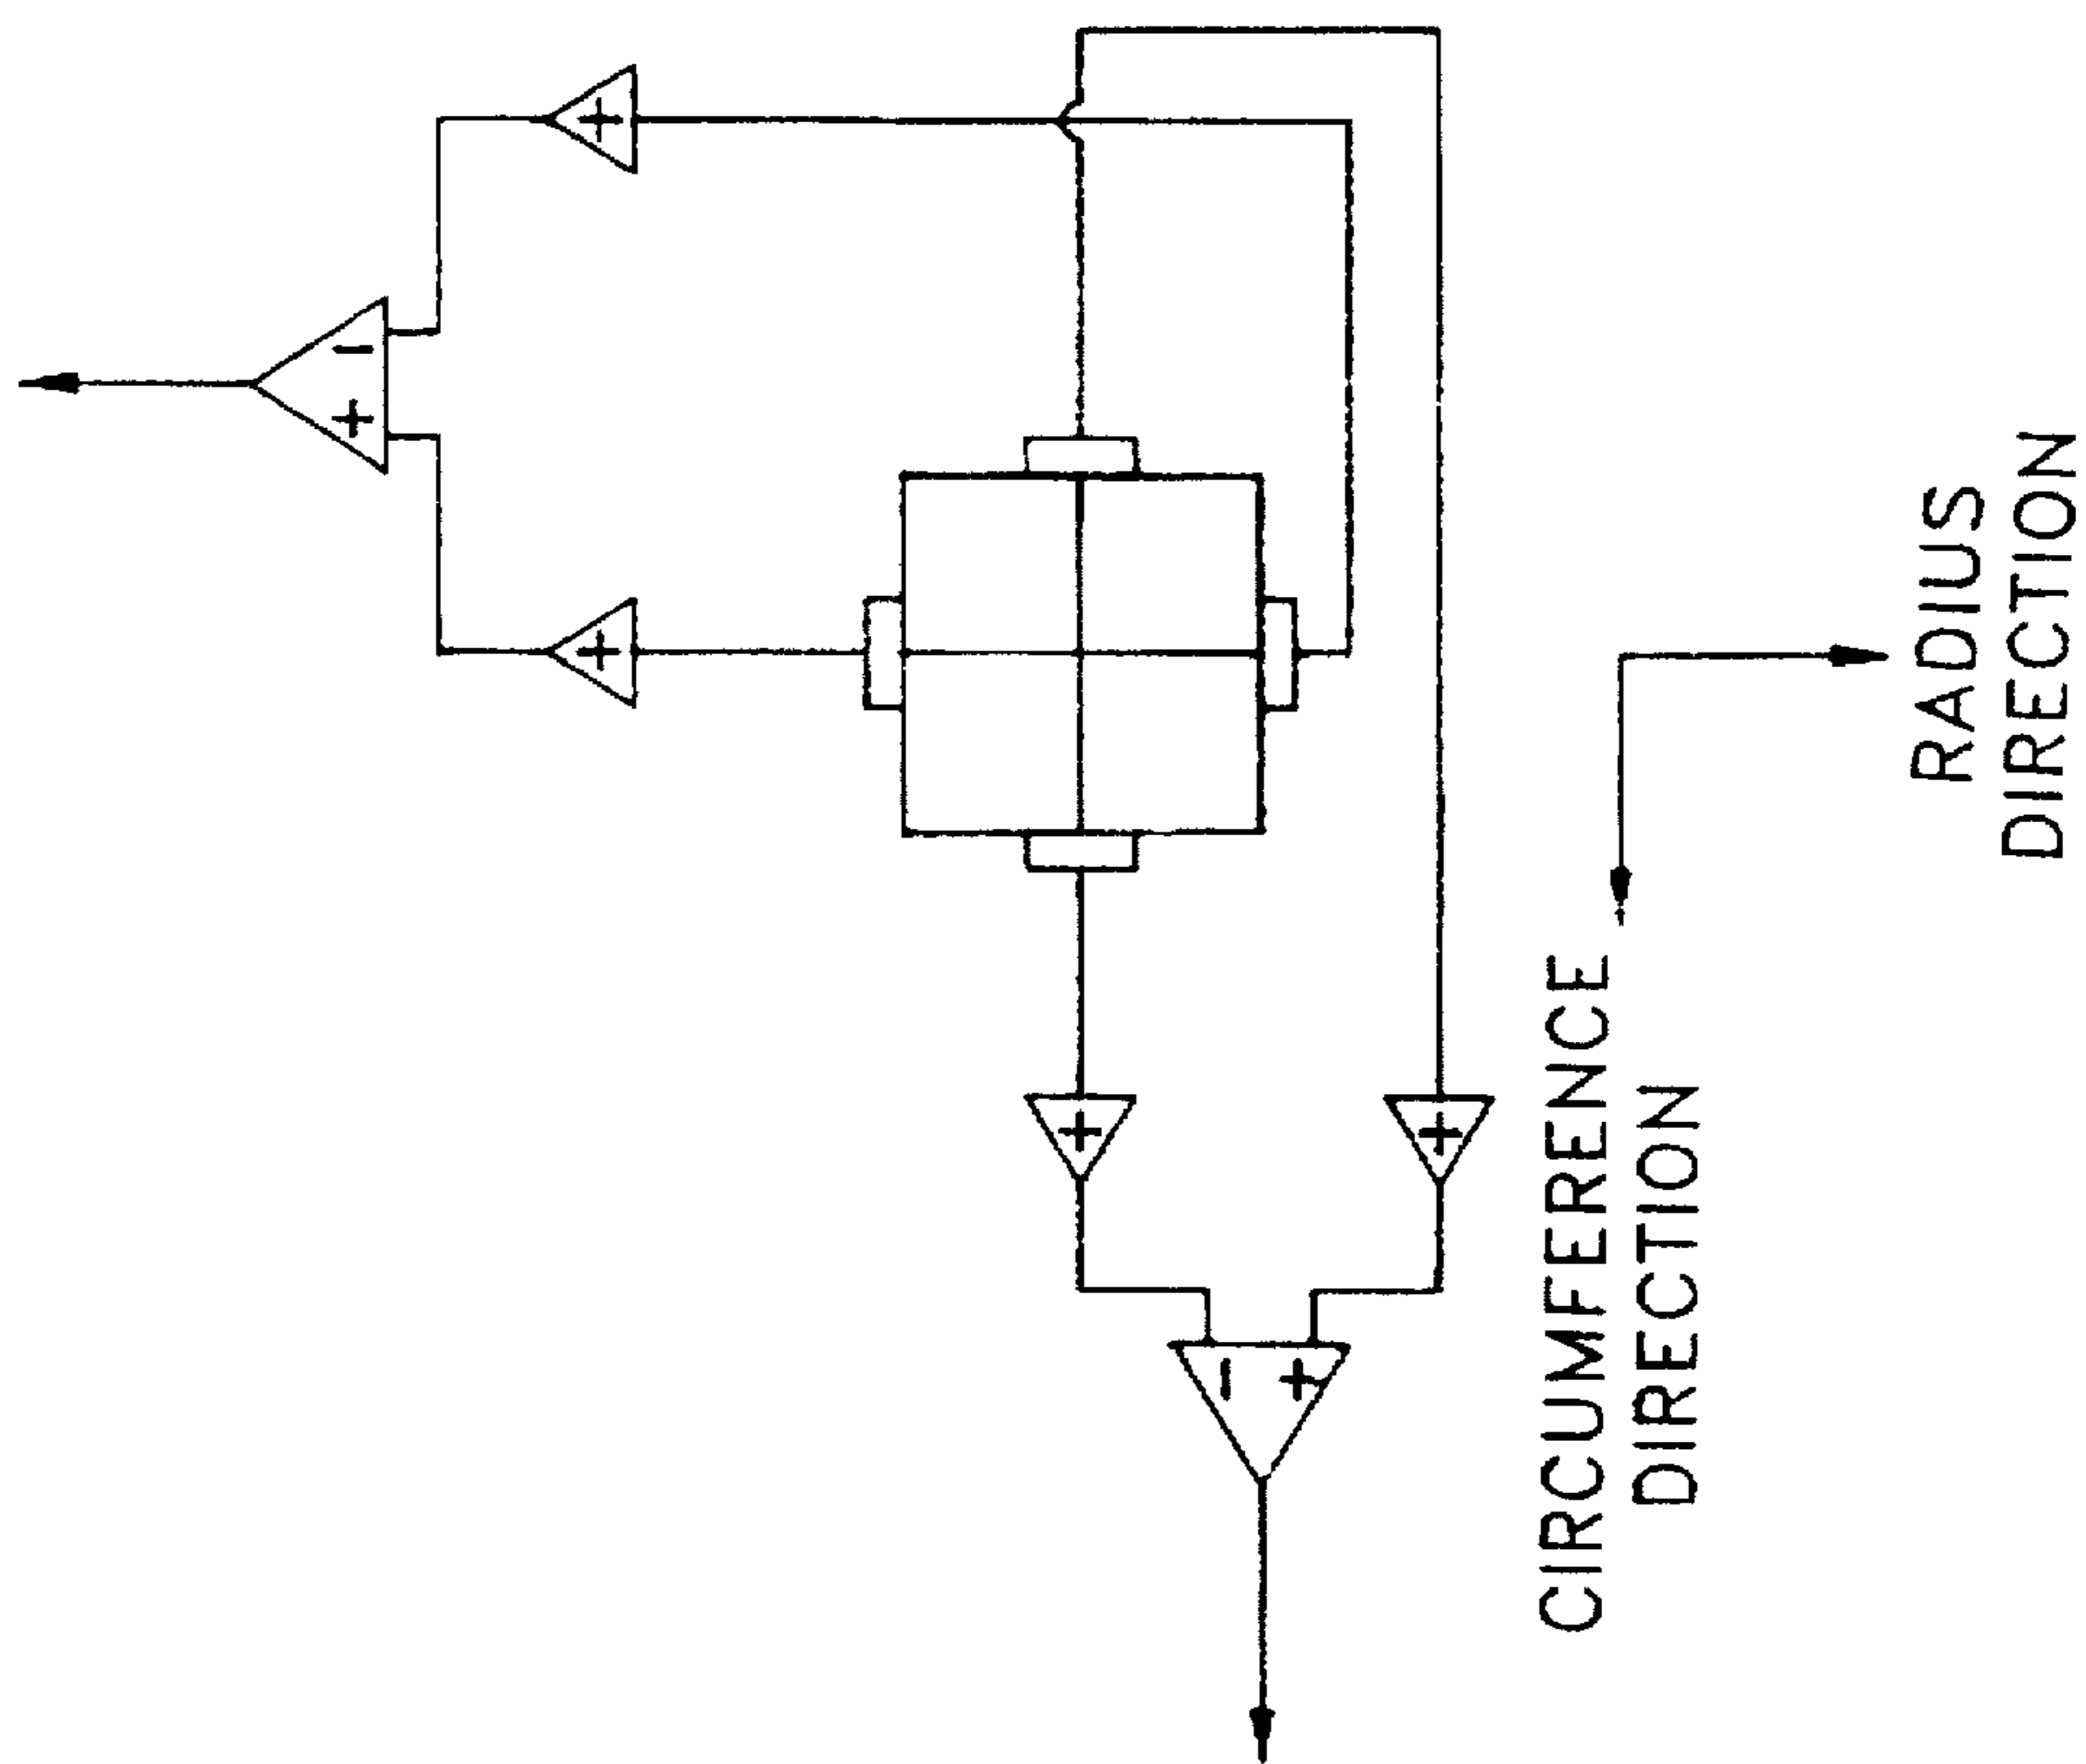 RADIUS
DIRECTION
CIRCUMFERENCE
DIRECTION
+
+
+
-
+
+
-
+